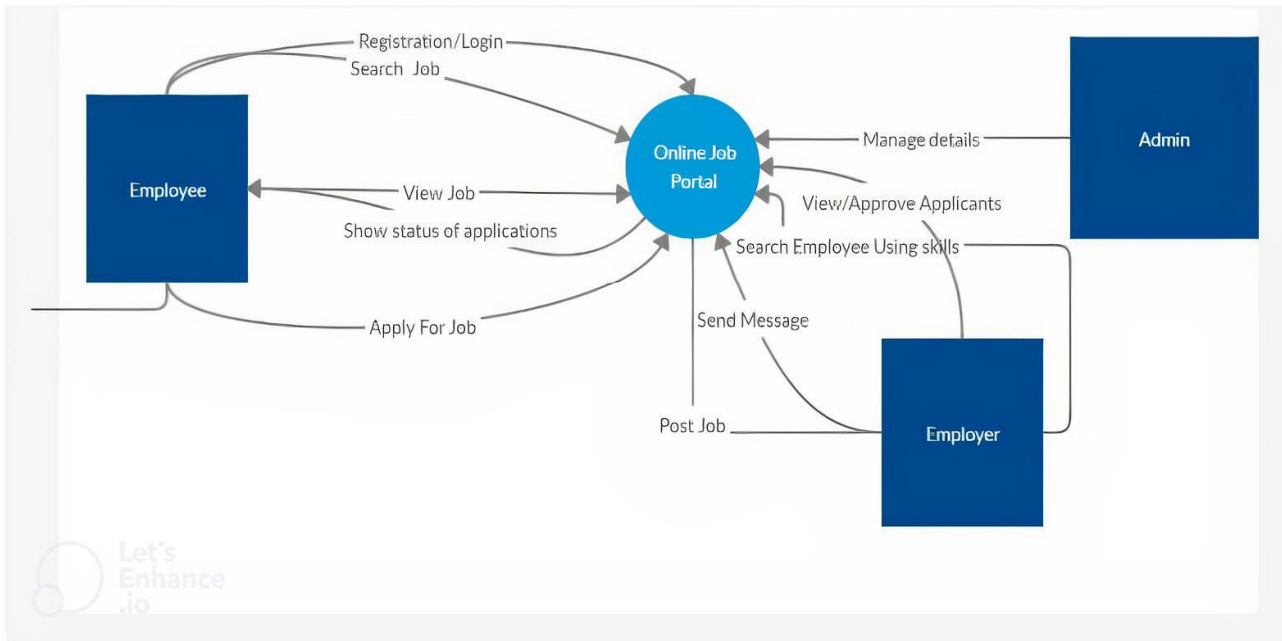 Registration/Login
Search Job
Employee
Online Job
Portal
Manage details
Admin
View Job
View/Approve Applicants
Show status of applications
Search Employee Using skills
Apply For Job
Send Message
Post Job
Employer
Let's
Enhance
.io